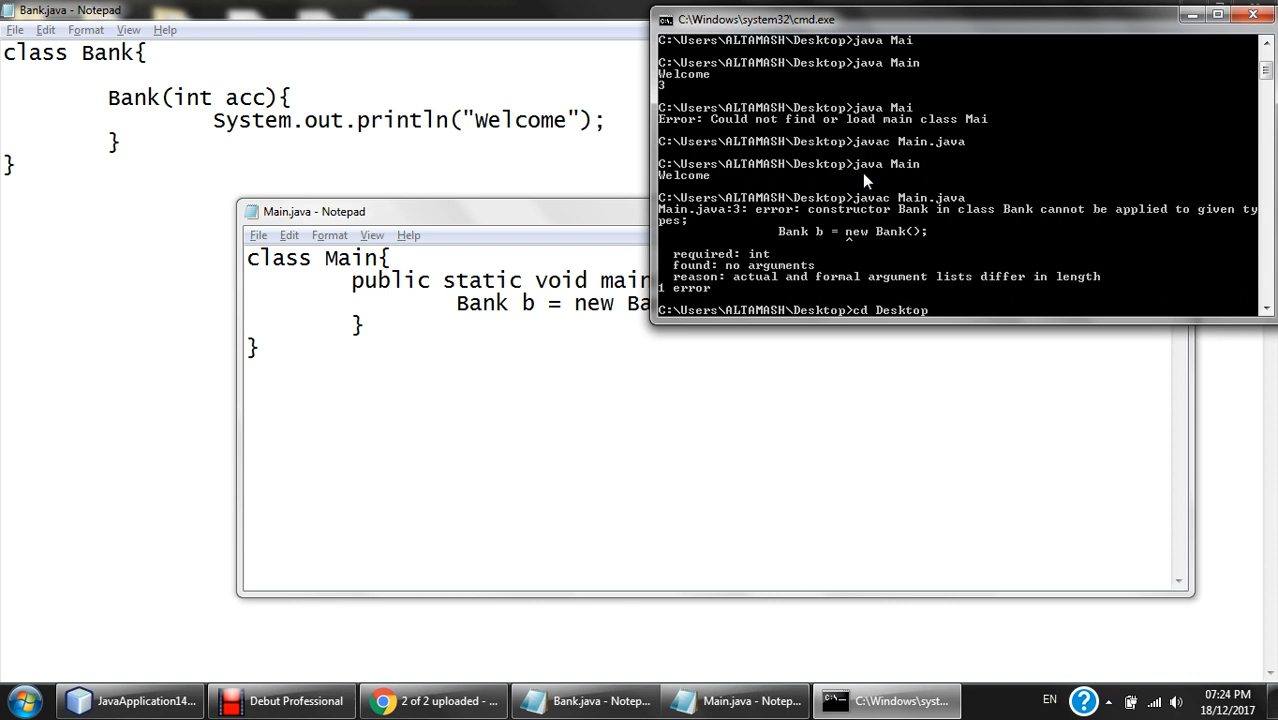 Bank.java - Notepad
File Edit Format View Help
class Bank{
Bank(int acc){
System.out.println("Welcome");
}
}
Main.java - Notepad
File Edit Format View Help
class Main{
public static void main
Bank b = new Ba
}
}
C:\Windows\system32\cmd.exe
C:\Users\ALTAMASH\Desktop>java Mai
C:\Users\ALTAMASH\Desktop>java Main
Welcome
3
C:\Users\ALTAMASH\Desktop>java Mai
Error: Could not find or load main class Mai
C:\Users\ALTAMASH\Desktop>javac Main.java
C:\Users\ALTAMASH\Desktop>java Main
Welcome
C:\Users\ALTAMASH\Desktop>javac Main.java
Main.java:3: error: constructor Bank in class Bank cannot be applied to given ty
pes;
Bank b = new Bank();
^
required: int
found: no arguments
reason: actual and formal argument lists differ in length
1 error
C:\Users\ALTAMASH\Desktop>cd Desktop
JavaApplication14...
Debut Professional
2 of 2 uploaded - ...
Bank.java - Notep...
Main.java - Notep...
C:\Windows\syst...
EN
07:24 PM
18/12/2017